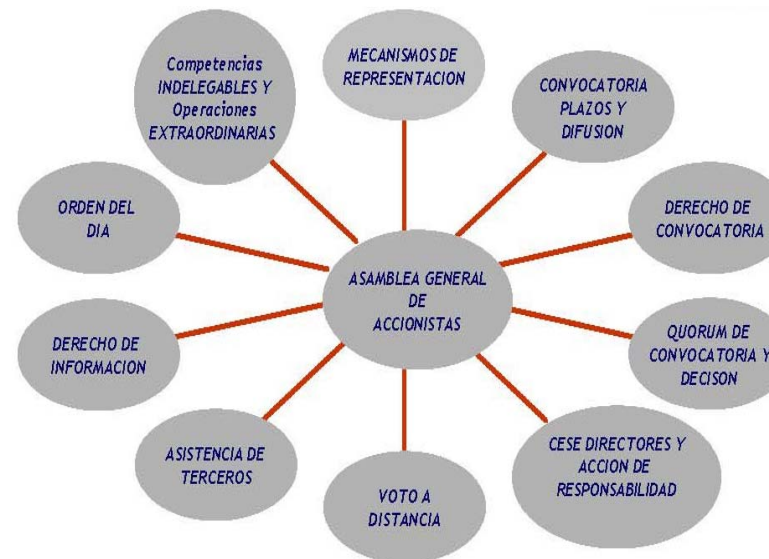 Competencias
INDELEGABLES Y
Operaciones
EXTRAORDINARIAS
MECANISMOS DE
REPRESENTACION
CONVOCATORIA
PLAZOS Y
DIFUSION
ORDEN DEL
DIA
DERECHO DE
CONVOCATORIA
ASAMBLEA GENERAL
DE
ACCIONISTAS
DERECHO DE
INFORMACION
QUORUM DE
CONVOCATORIA Y
DECISON
ASISTENCIA DE
TERCEROS
VOTO A
DISTANCIA
CESE DIRECTORES Y
ACCION DE
RESPONSABILIDAD